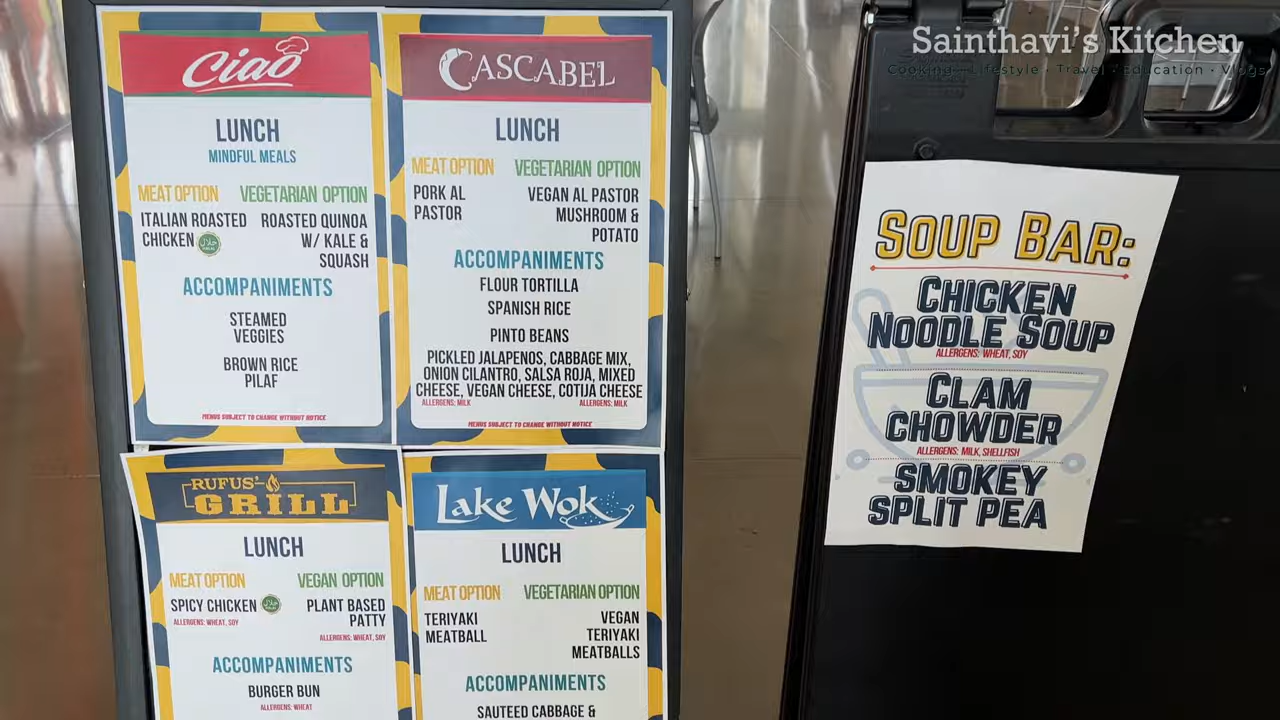 Sainthavi's Kitchen
Cooking · Lifestyle · Travel · Education · Vlogs
Ciao
LUNCH
MINDFUL MEALS
MEAT OPTION VEGETARIAN OPTION
ITALIAN ROASTED
CHICKEN
ROASTED QUINOA
W/ KALE &
SQUASH
ACCOMPANIMENTS
STEAMED
VEGGIES
BROWN RICE
PILAF
MENUS SUBJECT TO CHANGE WITHOUT NOTICE
CASCABEL
LUNCH
MEAT OPTION VEGETARIAN OPTION
PORK AL
PASTOR
VEGAN AL PASTOR
MUSHROOM &
POTATO
ACCOMPANIMENTS
FLOUR TORTILLA
SPANISH RICE
PINTO BEANS
PICKLED JALAPENOS, CABBAGE MIX,
ONION CILANTRO, SALSA ROJA, MIXED
CHEESE, VEGAN CHEESE, COTIJA CHEESE
ALLERGENS: MILK ALLERGENS: MILK
MENUS SUBJECT TO CHANGE WITHOUT NOTICE
RUFUS'
GRILL
LUNCH
MEAT OPTION VEGAN OPTION
SPICY CHICKEN
ALLERGENS: WHEAT, SOY
PLANT BASED
PATTY
ALLERGENS: WHEAT, SOY
ACCOMPANIMENTS
BURGER BUN
ALLERGENS: WHEAT
Lake Wok
LUNCH
MEAT OPTION VEGETARIAN OPTION
TERIYAKI
MEATBALL
VEGAN
TERIYAKI
MEATBALLS
ACCOMPANIMENTS
SAUTEED CABBAGE &
SOUP BAR:
CHICKEN
NOODLE SOUP
ALLERGENS: WHEAT, SOY
CLAM
CHOWDER
ALLERGENS: MILK, SHELLFISH
SMOKEY
SPLIT PEA